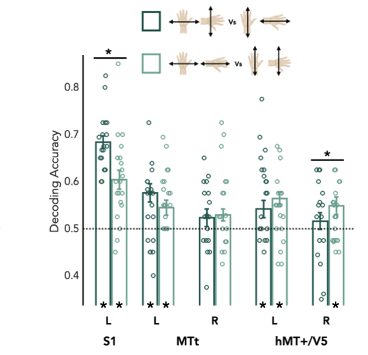 Vs
Vs
*
0.8
0.7
*
0.6
0.5
0.4
Decoding Accuracy
* * * * * * *
L L R L R
S1 MTt hMT+/V5